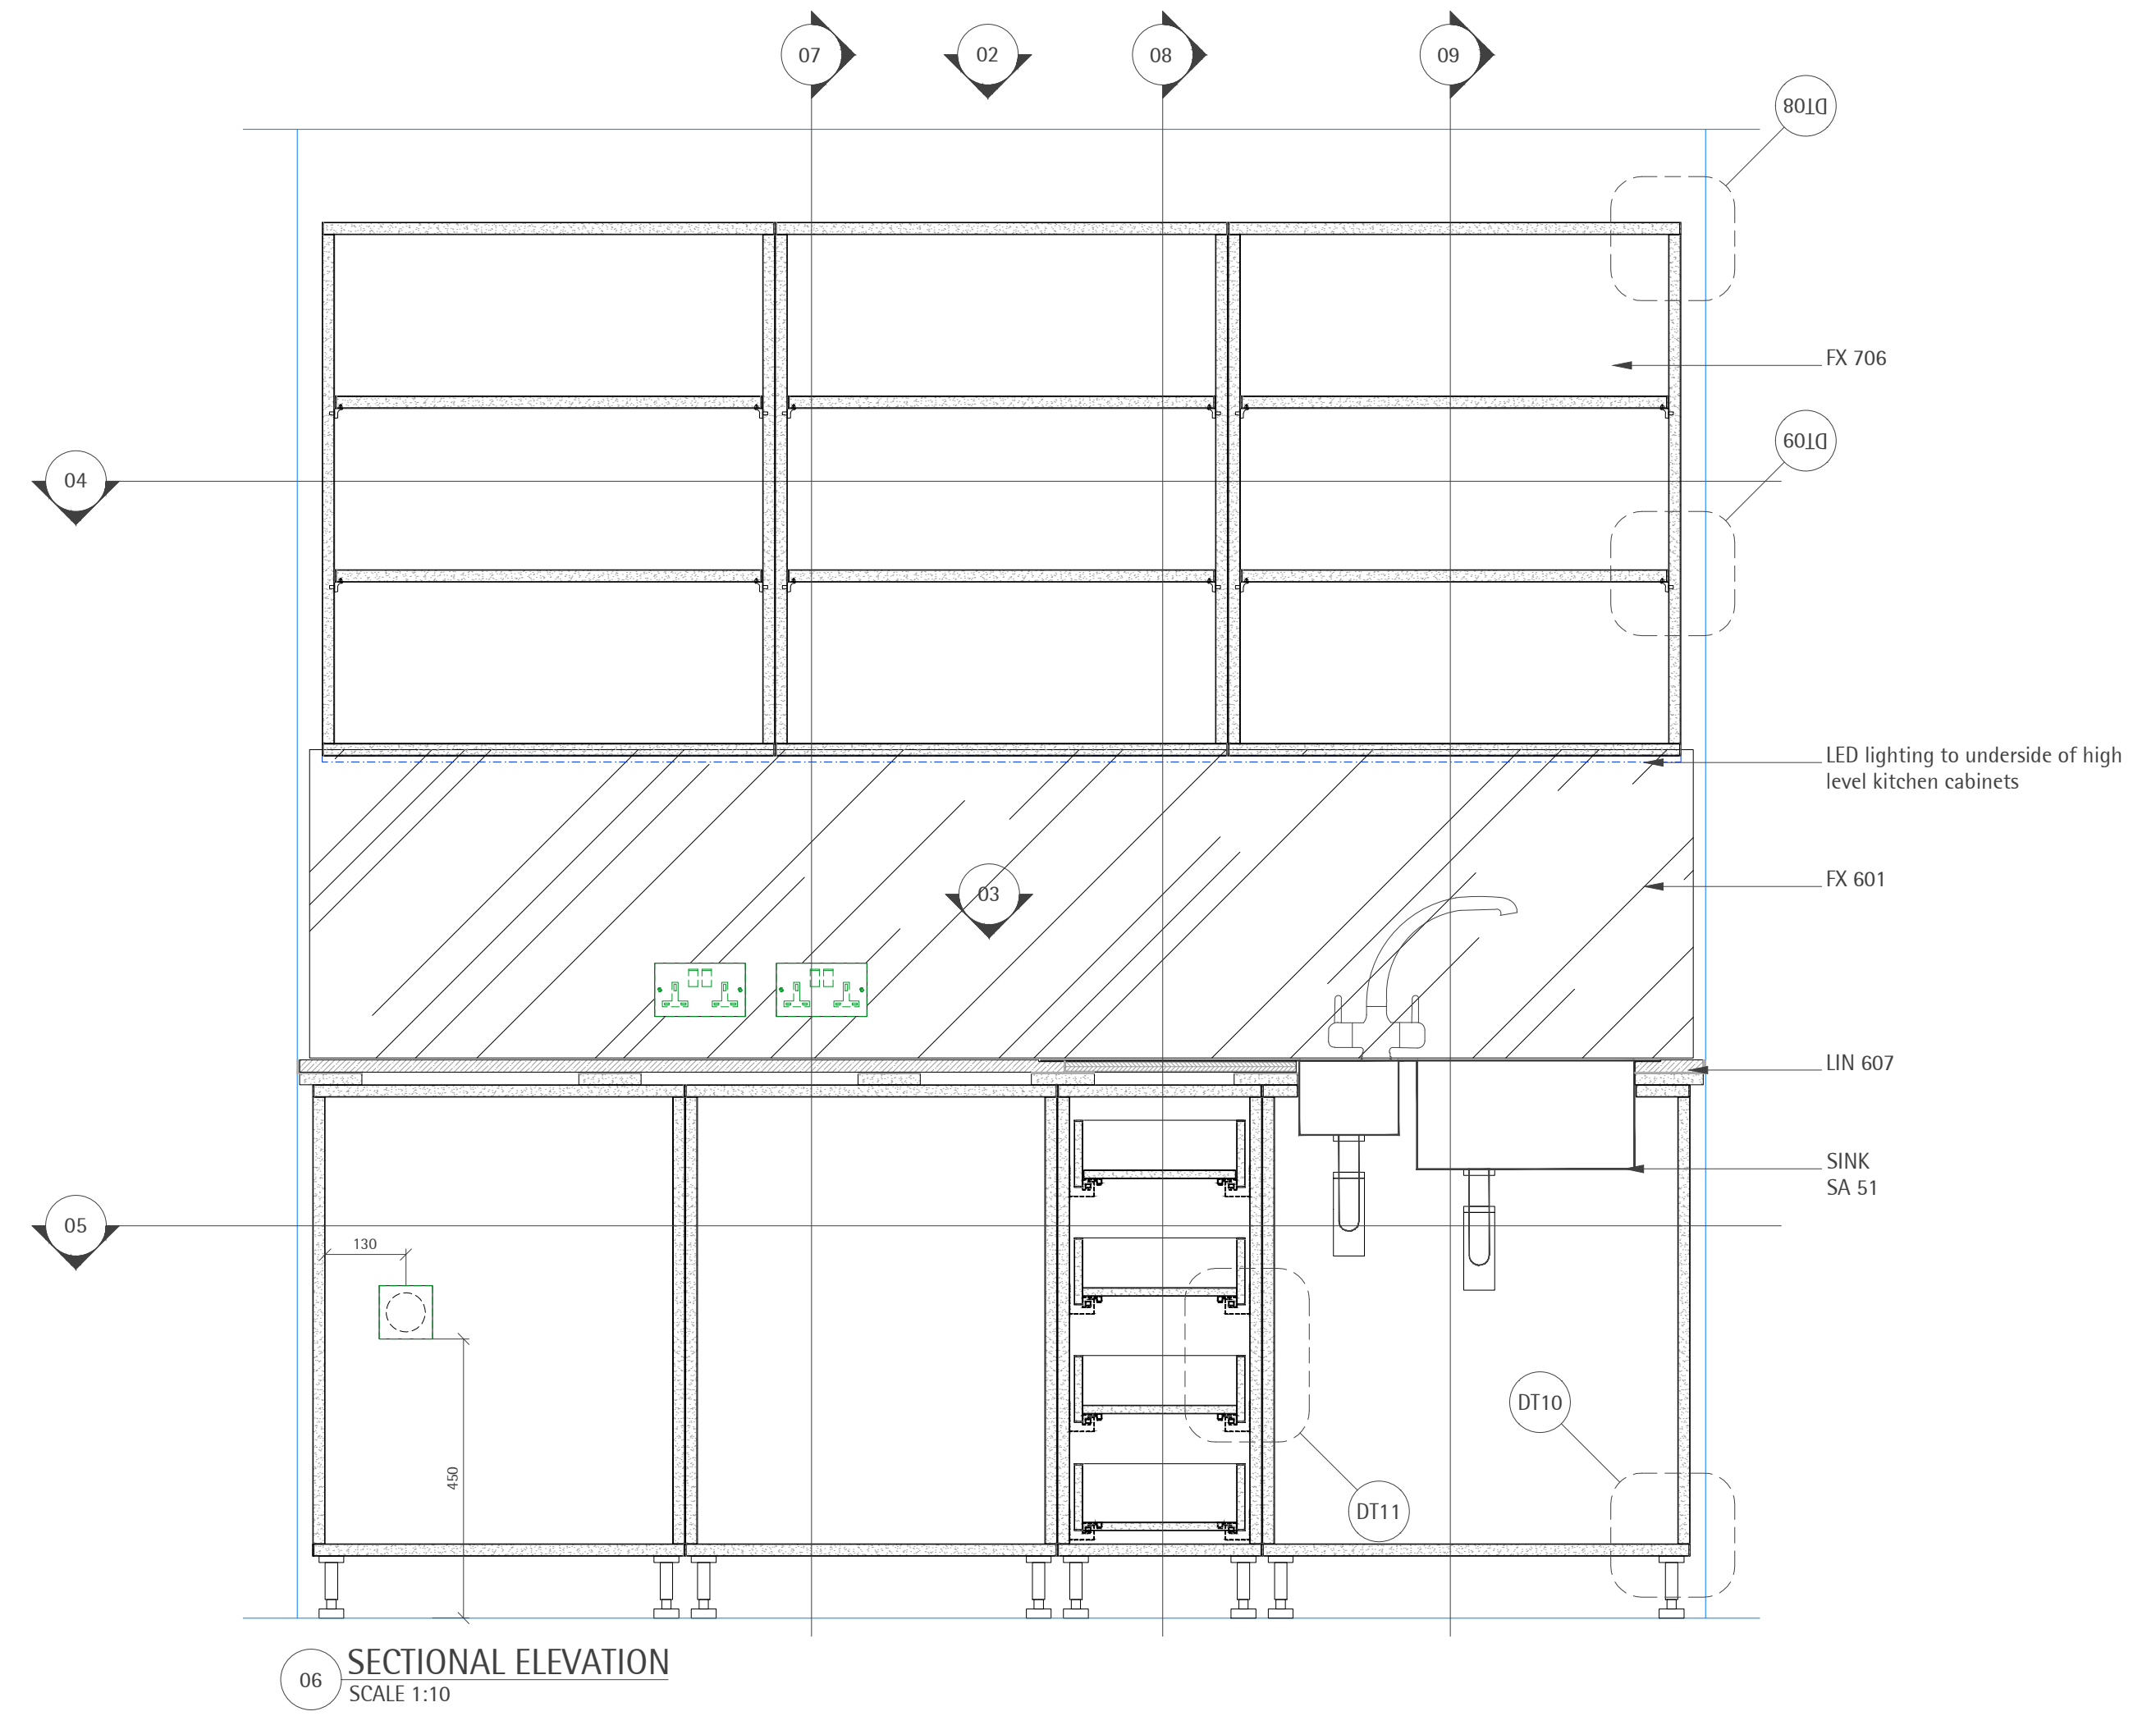 07
02
08
09
DT08
FX 706
DT09
04
LED lighting to underside of high
level kitchen cabinets
FX 601
03
LIN 607
SINK
SA 51
05
130
DT10
450
DT11
SECTIONAL ELEVATION
06
SCALE 1:10